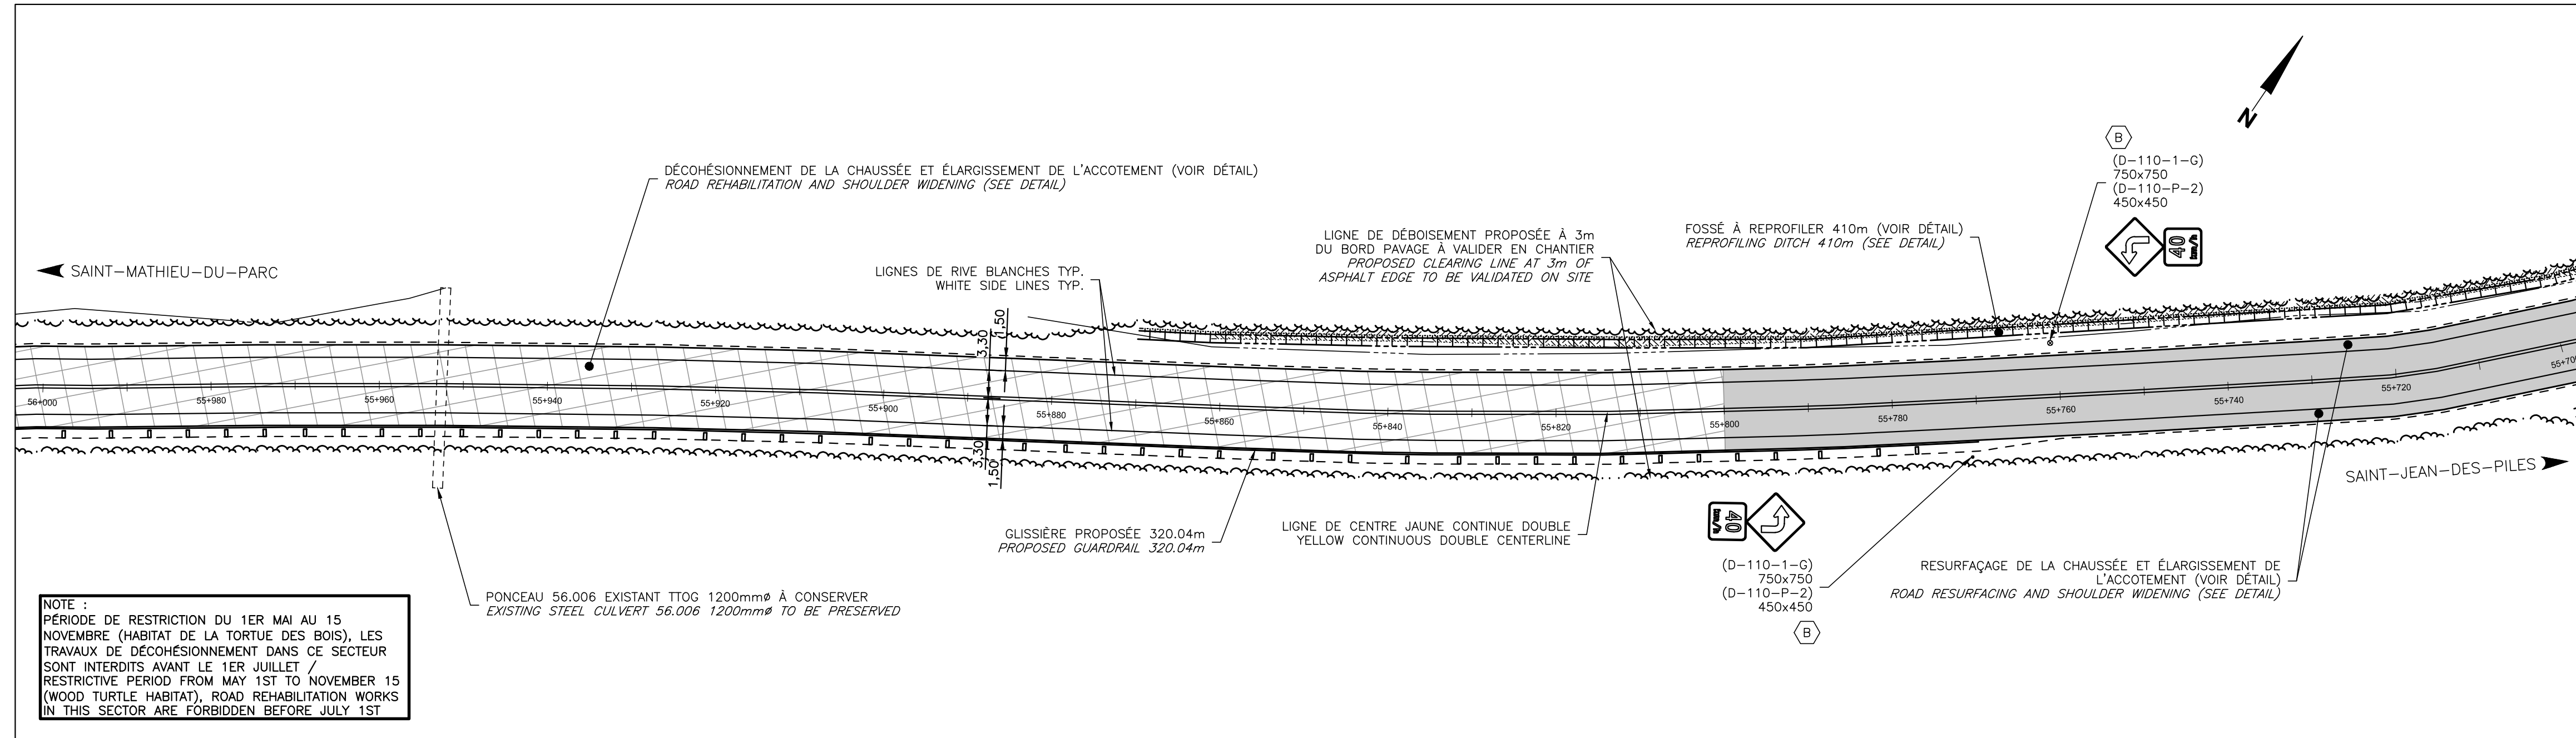 N
B
(D-110-1-G)
750x750
(D-110-P-2)
450x450
40
km/h
DÉCOHÉSIONNEMENT DE LA CHAUSSÉE ET ÉLARGISSEMENT DE L'ACCOTEMENT (VOIR DÉTAIL)
ROAD REHABILITATION AND SHOULDER WIDENING (SEE DETAIL)
LIGNE DE DÉBOISEMENT PROPOSÉE À 3m
DU BORD PAVAGE À VALIDER EN CHANTIER
PROPOSED CLEARING LINE AT 3m OF
ASPHALT EDGE TO BE VALIDATED ON SITE
FOSSÉ À REPROFILER 410m (VOIR DÉTAIL)
REPROFILING DITCH 410m (SEE DETAIL)
SAINT-MATHIEU-DU-PARC
LIGNES DE RIVE BLANCHES TYP.
WHITE SIDE LINES TYP.
1,50
3,30
3,30
1,50
56+000
55+980
55+960
55+940
55+920
55+900
55+880
55+860
55+840
55+820
55+800
55+780
55+760
55+740
55+720
55+700
SAINT-JEAN-DES-PILES
GLISSIÈRE PROPOSÉE 320.04m
PROPOSED GUARDRAIL 320.04m
LIGNE DE CENTRE JAUNE CONTINUE DOUBLE
YELLOW CONTINUOUS DOUBLE CENTERLINE
40
km/h
(D-110-1-G)
750x750
(D-110-P-2)
450x450
B
RESURFAÇAGE DE LA CHAUSSÉE ET ÉLARGISSEMENT DE
L'ACCOTEMENT (VOIR DÉTAIL)
ROAD RESURFACING AND SHOULDER WIDENING (SEE DETAIL)
PONCEAU 56.006 EXISTANT TTOG 1200mmø À CONSERVER
EXISTING STEEL CULVERT 56.006 1200mmø TO BE PRESERVED
NOTE :
PÉRIODE DE RESTRICTION DU 1ER MAI AU 15
NOVEMBRE (HABITAT DE LA TORTUE DES BOIS), LES
TRAVAUX DE DÉCOHÉSIONNEMENT DANS CE SECTEUR
SONT INTERDITS AVANT LE 1ER JUILLET /
RESTRICTIVE PERIOD FROM MAY 1ST TO NOVEMBER 15
(WOOD TURTLE HABITAT), ROAD REHABILITATION WORKS
IN THIS SECTOR ARE FORBIDDEN BEFORE JULY 1ST